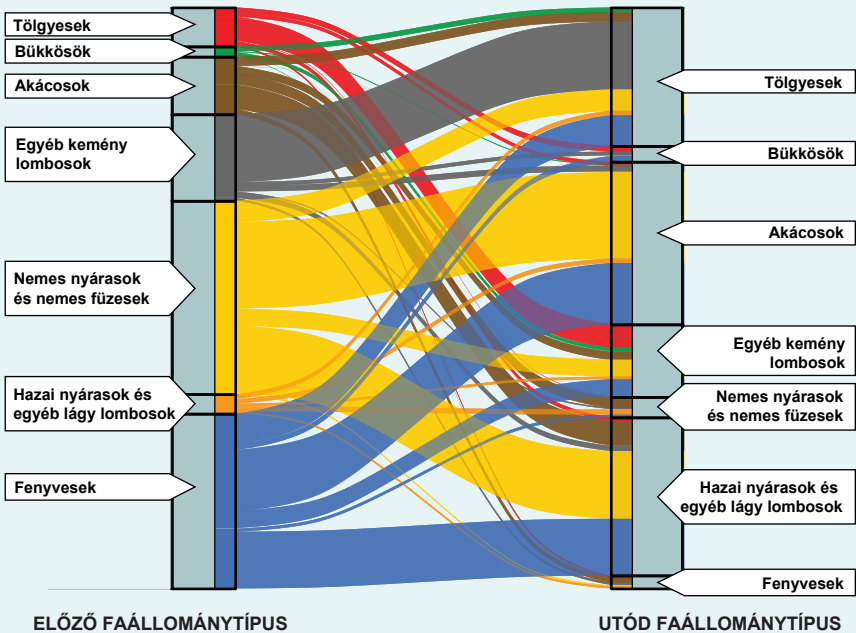 Tölgyesek
Bükkösök
Akácosok
Egyéb kemény
lombosok
Nemes nyárasok
és nemes füzesek
Hazai nyárasok és
egyéb lágy lombosok
Fenyvesek
Tölgyesek
Bükkösök
Akácosok
Egyéb kemény
lombosok
Nemes nyárasok
és nemes füzesek
Hazai nyárasok és
egyéb lágy lombosok
Fenyvesek
ELŐZŐ FAÁLLOMÁNYTÍPUS
UTÓD FAÁLLOMÁNYTÍPUS